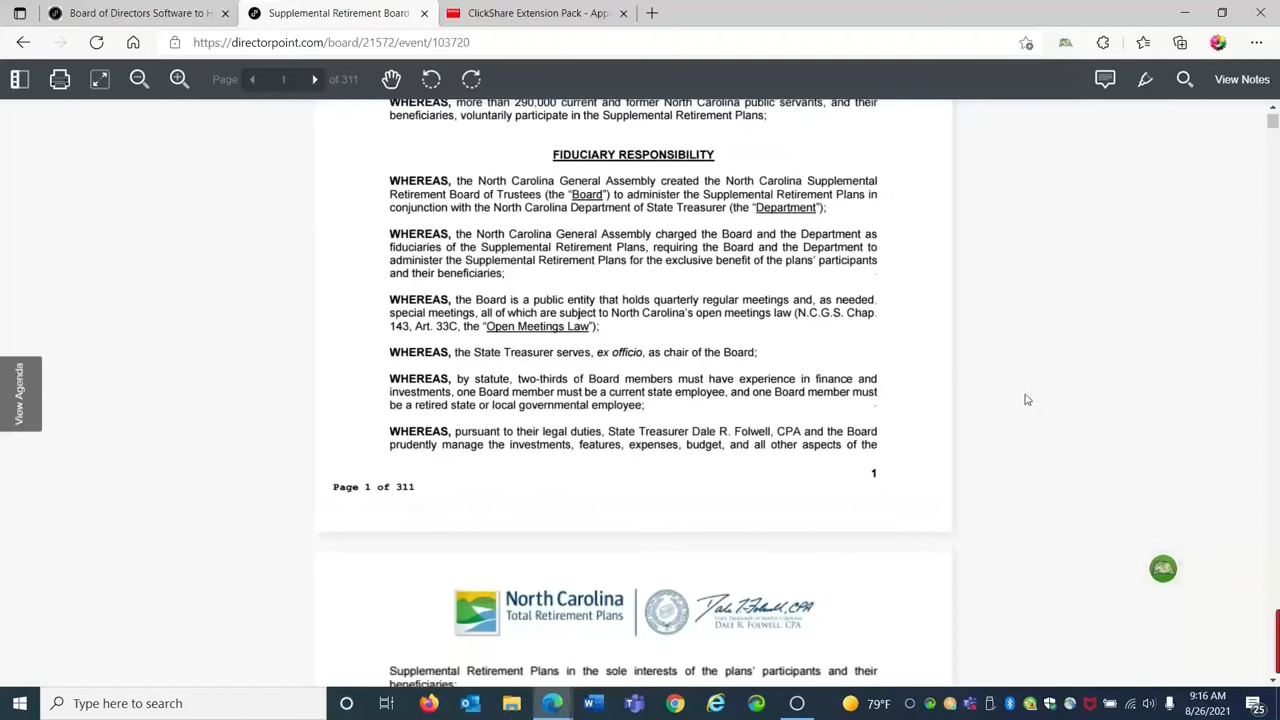 Board of Directors Software to H
Supplemental Retirement Board
ClickShare Extension Pack - App
https://directorpoint.com/board/21572/event/103720
Page
1
of 311
View Notes
WHEREAS, more than 290,000 current and former North Carolina public servants, and their
beneficiaries, voluntarily participate in the Supplemental Retirement Plans;
FIDUCIARY RESPONSIBILITY
WHEREAS, the North Carolina General Assembly created the North Carolina Supplemental
Retirement Board of Trustees (the “Board”) to administer the Supplemental Retirement Plans in
conjunction with the North Carolina Department of State Treasurer (the “Department”);
WHEREAS, the North Carolina General Assembly charged the Board and the Department as
fiduciaries of the Supplemental Retirement Plans, requiring the Board and the Department to
administer the Supplemental Retirement Plans for the exclusive benefit of the plans’ participants
and their beneficiaries;
WHEREAS, the Board is a public entity that holds quarterly regular meetings and, as needed,
special meetings, all of which are subject to North Carolina’s open meetings law (N.C.G.S. Chap.
143, Art. 33C, the “Open Meetings Law”);
WHEREAS, the State Treasurer serves, ex officio, as chair of the Board;
WHEREAS, by statute, two-thirds of Board members must have experience in finance and
investments, one Board member must be a current state employee, and one Board member must
be a retired state or local governmental employee;
WHEREAS, pursuant to their legal duties, State Treasurer Dale R. Folwell, CPA and the Board
prudently manage the investments, features, expenses, budget, and all other aspects of the
1
Page 1 of 311
View Agenda
North Carolina
Total Retirement Plans
Dale R. Folwell, CPA
STATE TREASURER OF NORTH CAROLINA
DALE R. FOLWELL, CPA
Supplemental Retirement Plans in the sole interests of the plans’ participants and their
beneficiaries;
Type here to search
79°F
9:16 AM
8/26/2021
25